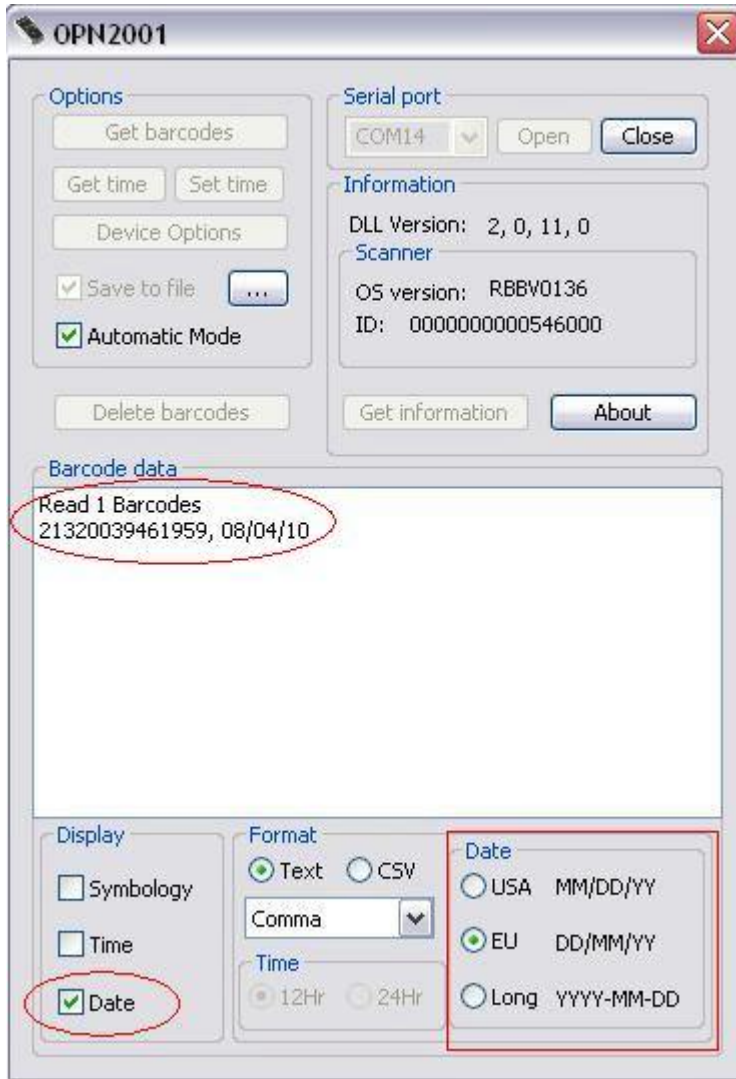 OPN2001
Options
Get barcodes
Get time Set time
Device Options
Save to file ...
Automatic Mode
Delete barcodes
Serial port
COM14 Open Close
Information
DLL Version: 2, 0, 11, 0
Scanner
OS version: RBBV0136
ID: 0000000000546000
Get information About
Barcode data
Read 1 Barcodes
21320039461959, 08/04/10
Display
Symbology
Time
Date
Format
Text CSV
Comma
Time
12Hr 24Hr
Date
USA MM/DD/YY
EU DD/MM/YY
Long YYYY-MM-DD